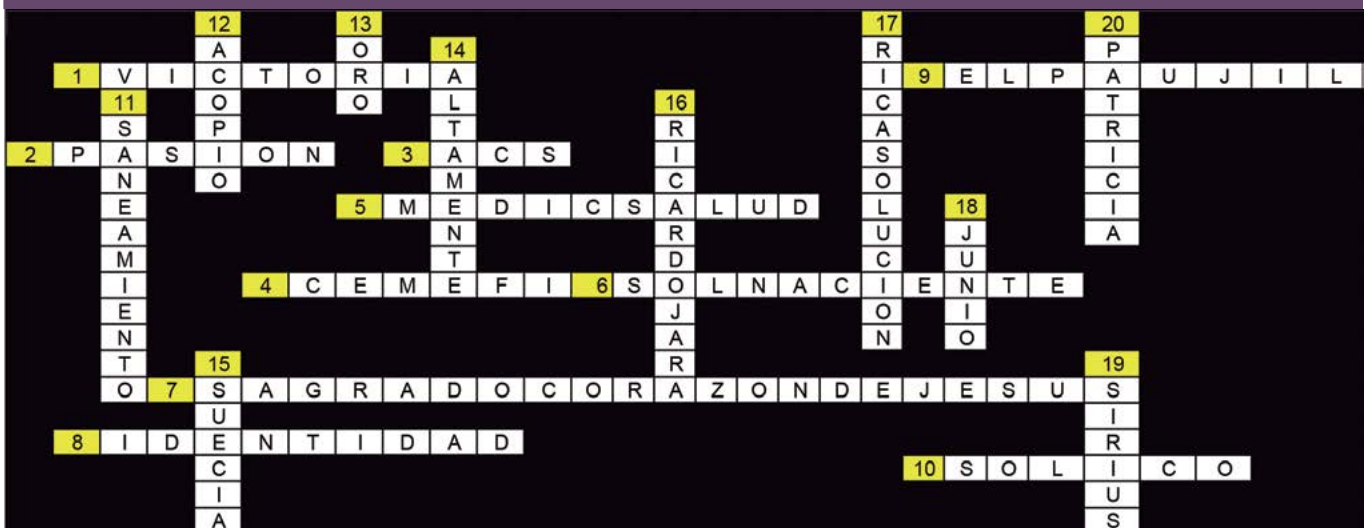 1 VICTORIA
2 PASION
3 ACS
4 CEMEFI
5 MEDICSALUD
6 SOLNACIENTE
7 SAGRADOCORAZONDEJESUS
8 IDENTIDAD
9 ELPAUJIL
10 SOLICO
11 SANEAMIENTO
12 ACOPIO
13 ORO
14 ALTAMENTE
15 SUECIA
16 RICARDOJARA
17 RICASOLUCION
18 JUNIO
19 SIRIUS
20 PATRICIA